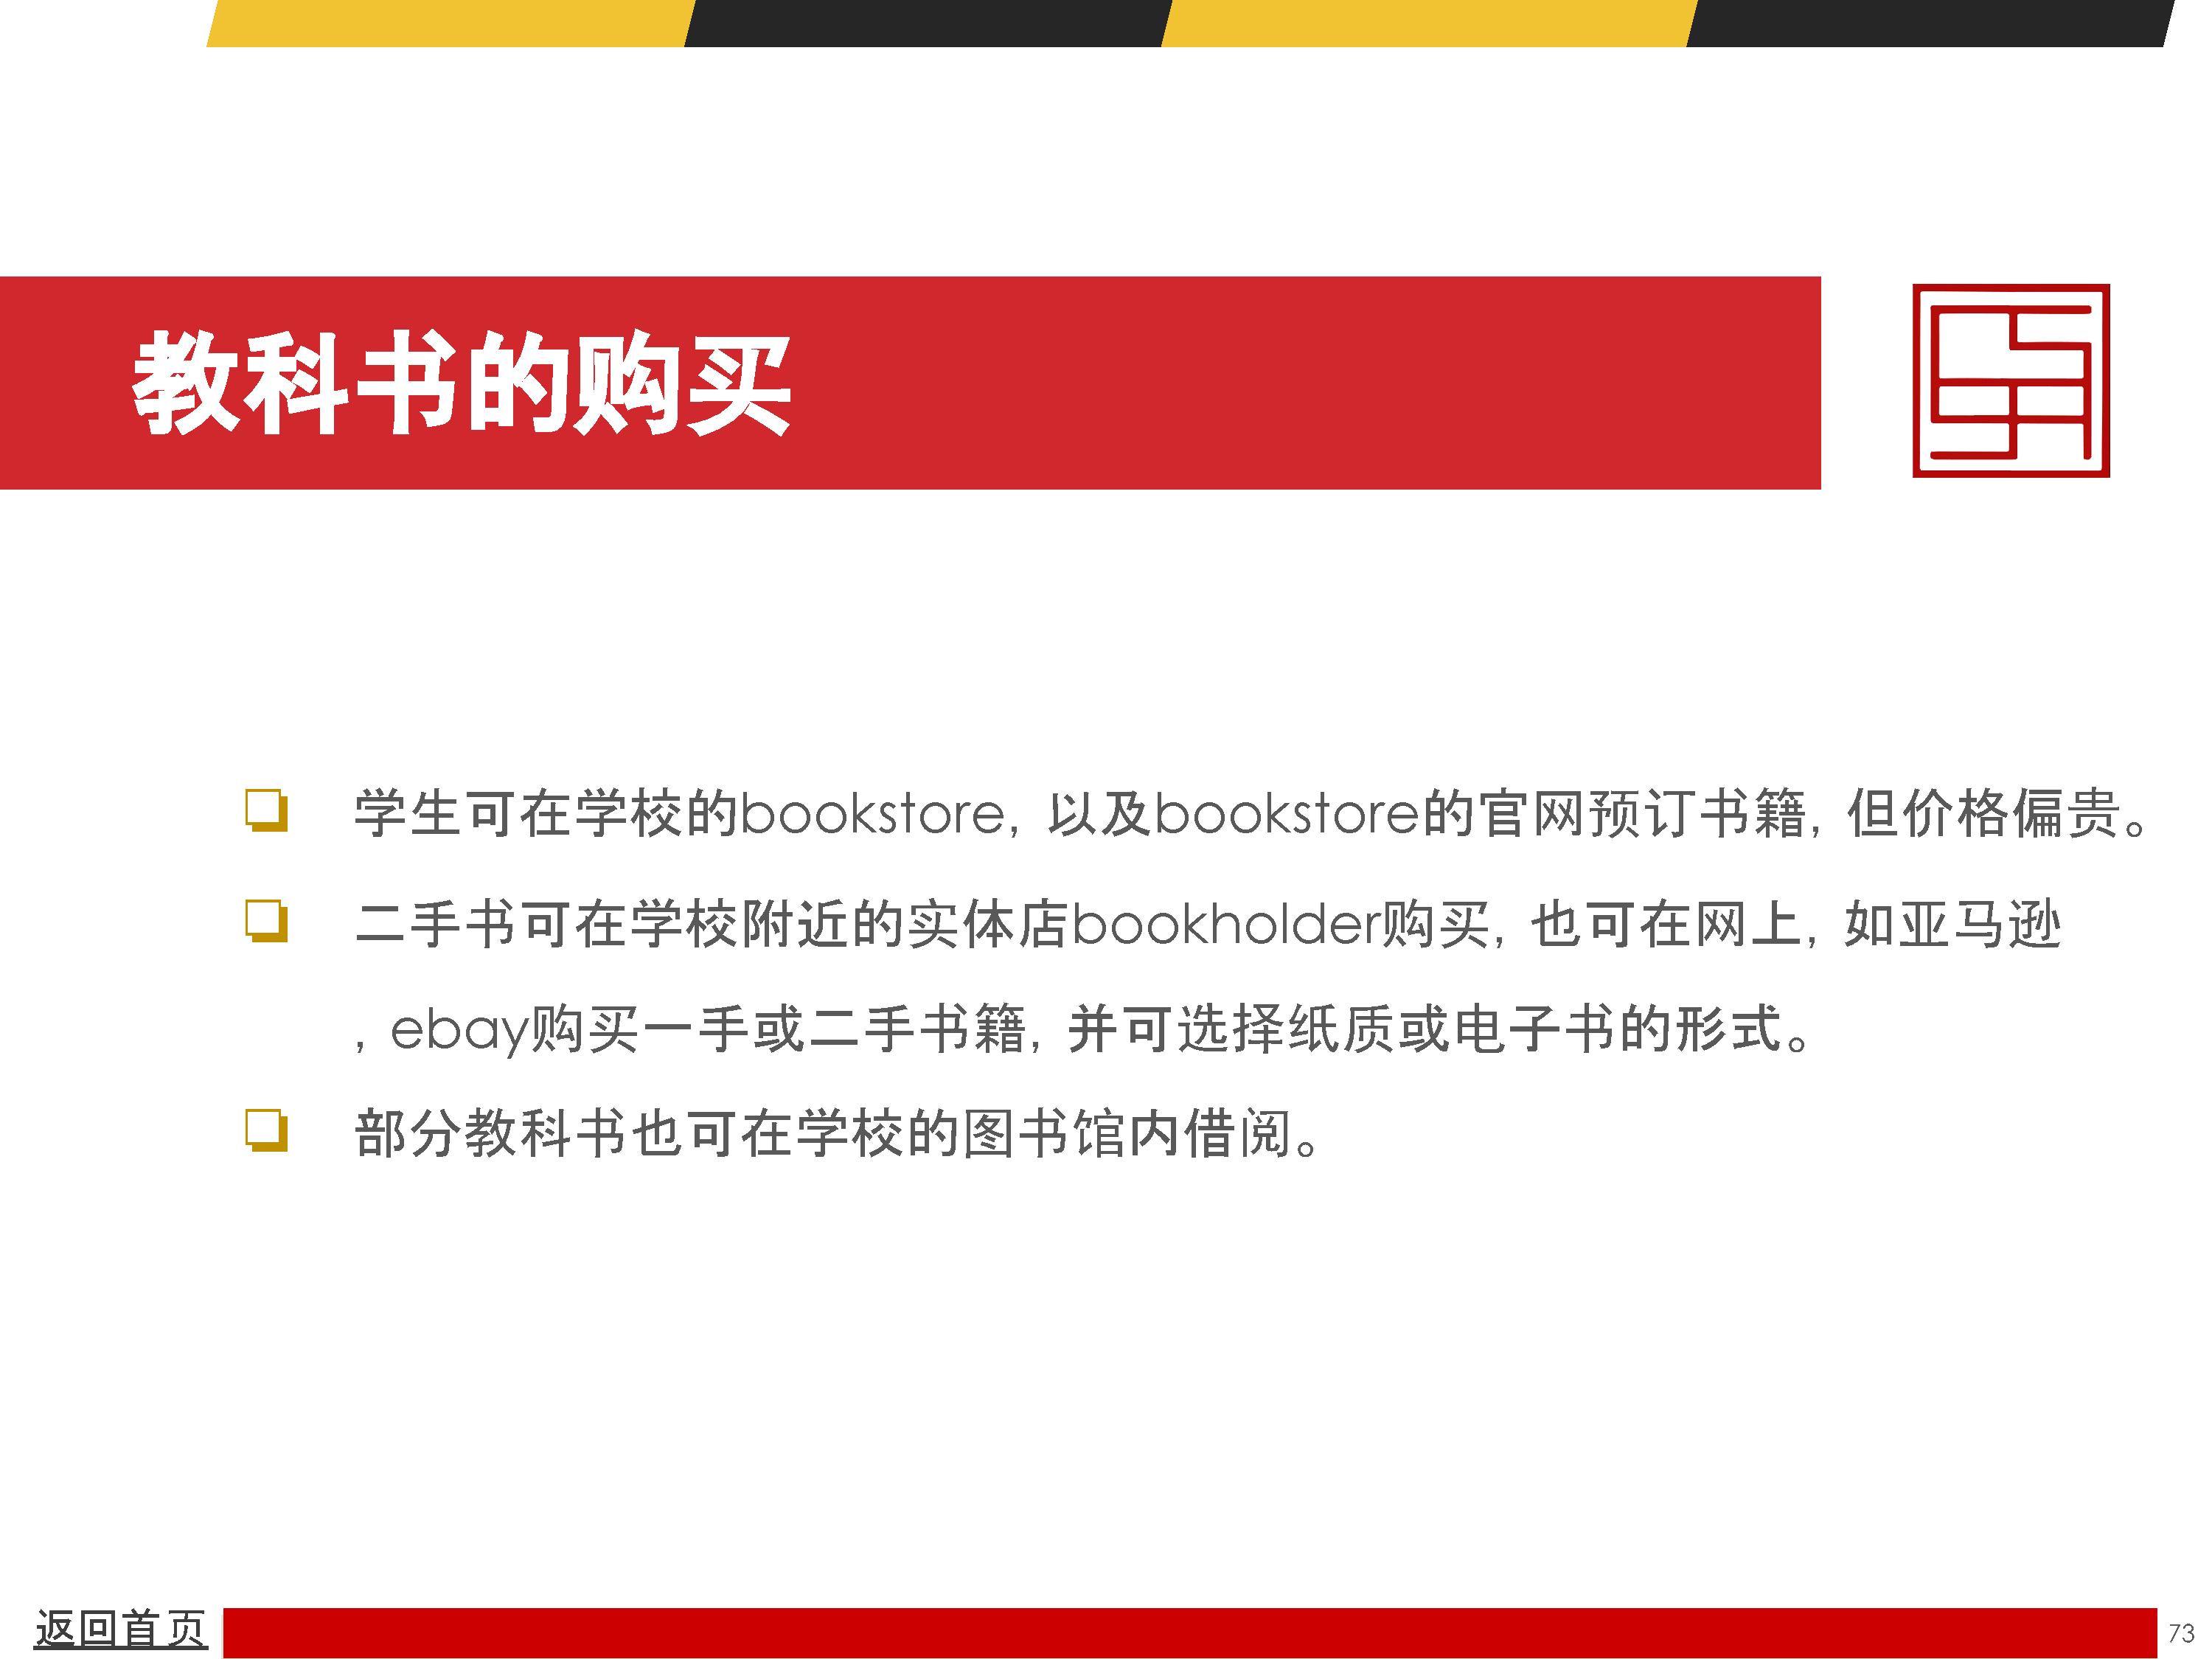 教科书的购买
学生可在学校的bookstore，以及bookstore的官网预订书籍，但价格偏贵。
二手书可在学校附近的实体店bookholder购买，也可在网上，如亚马逊
，ebay购买一手或二手书籍，并可选择纸质或电子书的形式。
部分教科书也可在学校的图书馆内借阅。
返回首页
73